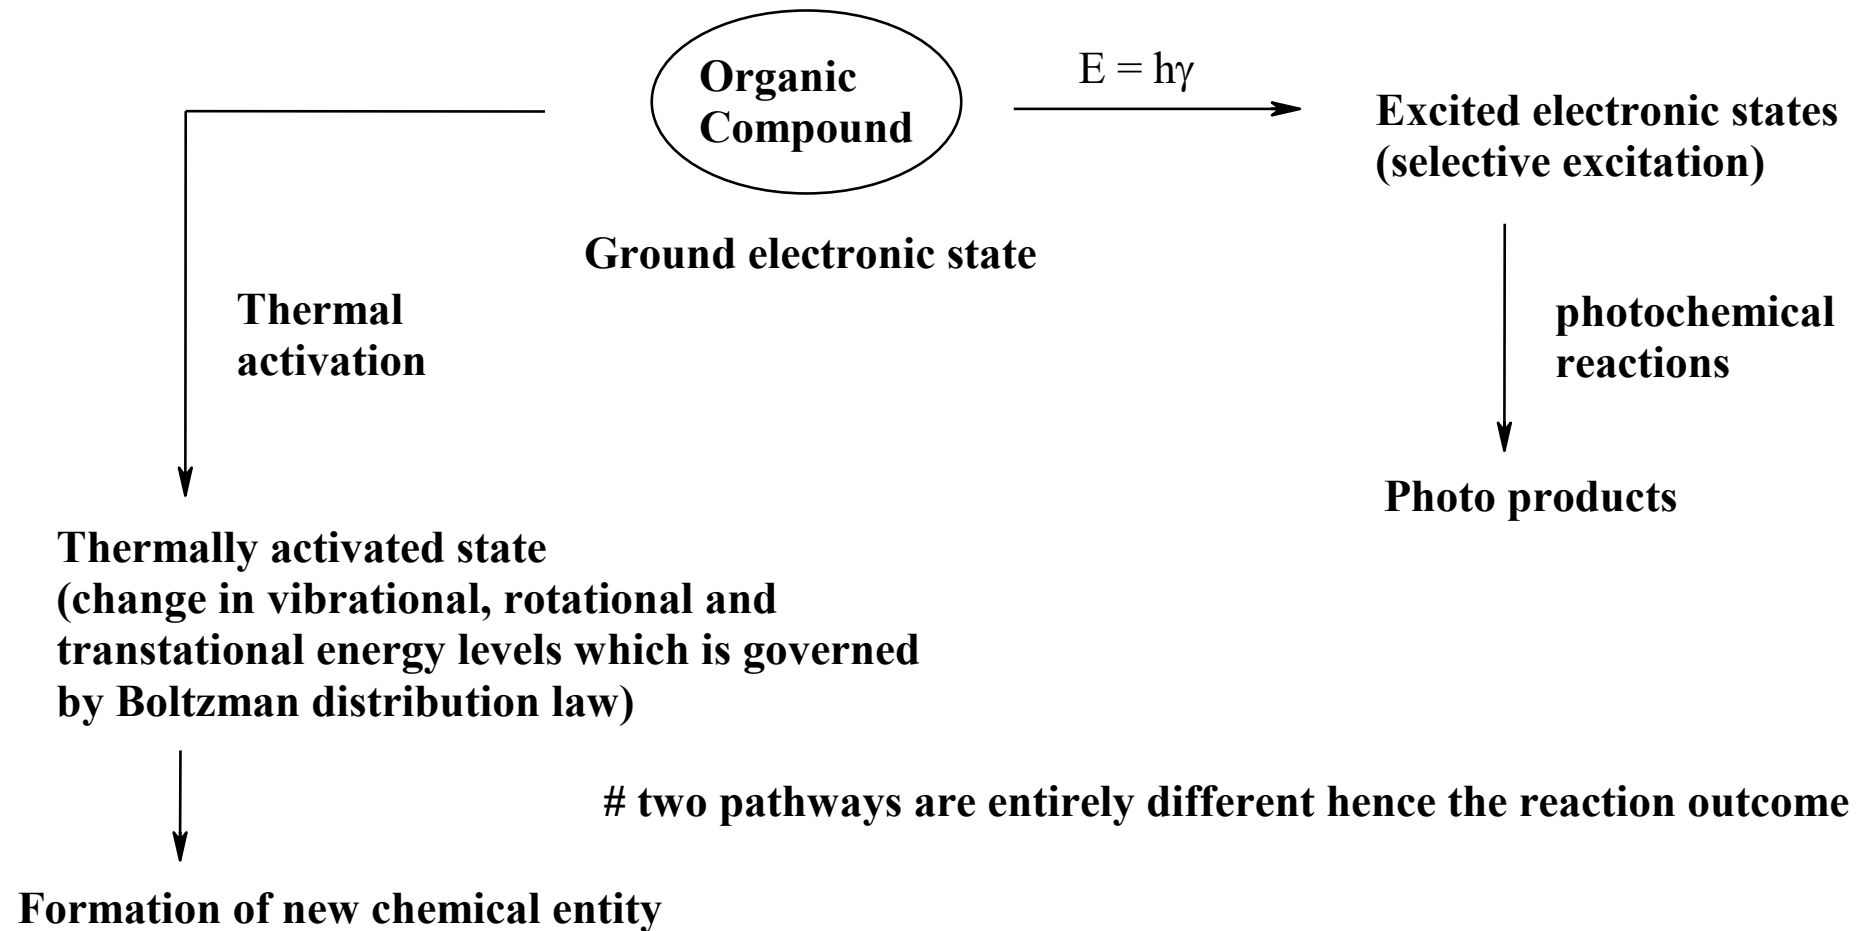 Organic
Compound
E = hγ
Excited electronic states
(selective excitation)
Ground electronic state
Thermal
activation
photochemical
reactions
Photo products
Thermally activated state
(change in vibrational, rotational and
transtational energy levels which is governed
by Boltzman distribution law)
# two pathways are entirely different hence the reaction outcome
Formation of new chemical entity